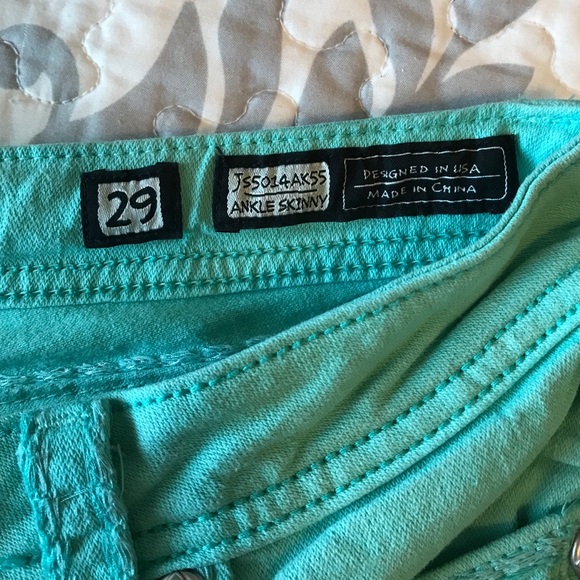 29
JS5014AK55
ANKLE SKINNY
DESIGNED IN USA
MADE IN CHINA